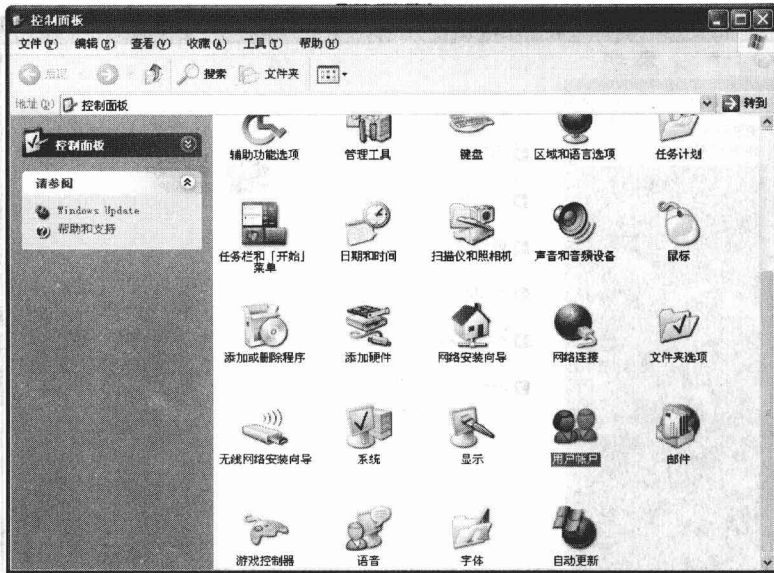 控制面板
文件(F) 编辑(E) 查看(V) 收藏(A) 工具(T) 帮助(H)
后退 搜索 文件夹
地址(D) 控制面板 转到
控制面板
请参阅
Windows Update
帮助和支持
辅助功能选项 管理工具 键盘 区域和语言选项 任务计划
任务栏和「开始」菜单 日期和时间 扫描仪和照相机 声音和音频设备 鼠标
添加或删除程序 添加硬件 网络安装向导 网络连接 文件夹选项
无线网络安装向导 系统 显示 用户帐户 邮件
游戏控制器 语音 字体 自动更新